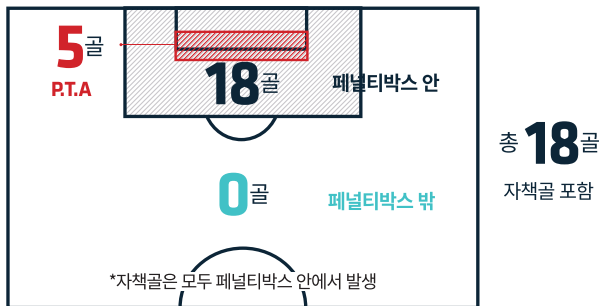 5골
P.T.A
18골
페널티박스 안
총 18골
자책골 포함
0골
페널티박스 밖
*자책골은 모두 페널티박스 안에서 발생